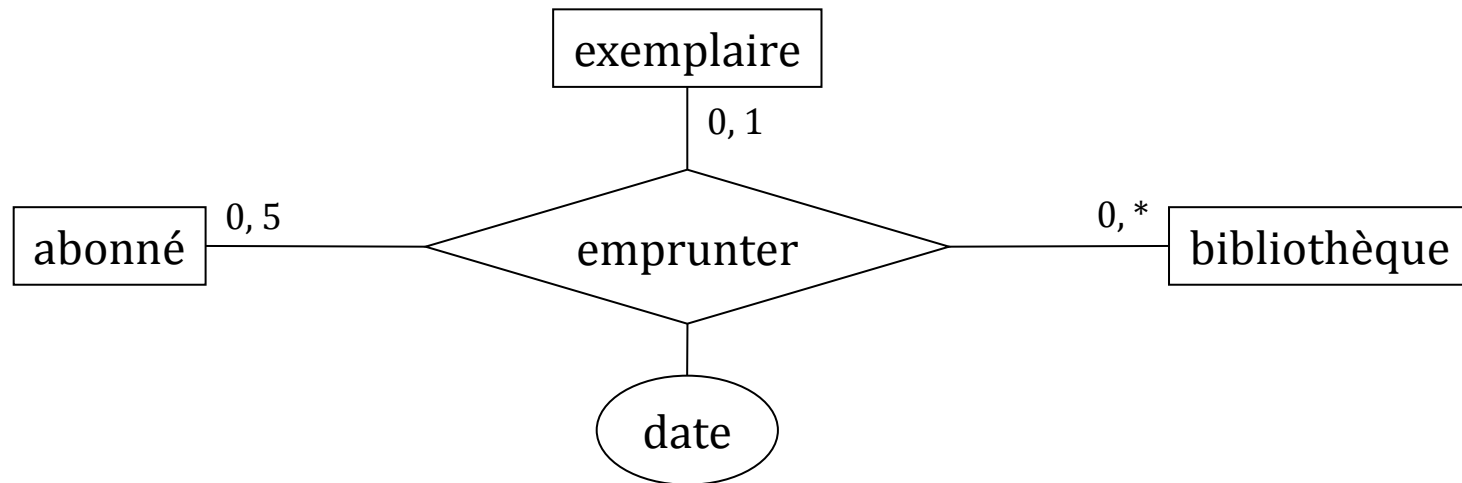 exemplaire
0, 1
abonné
0, 5
emprunter
0, *
bibliothèque
date